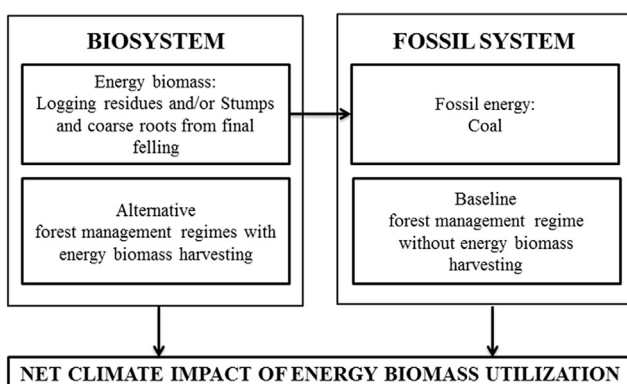 BIOSYSTEM
Energy biomass:
Logging residues and/or Stumps
and coarse roots from final
felling
Alternative
forest management regimes with
energy biomass harvesting
FOSSIL SYSTEM
Fossil energy:
Coal
Baseline
forest management regime
without energy biomass
harvesting
NET CLIMATE IMPACT OF ENERGY BIOMASS UTILIZATION